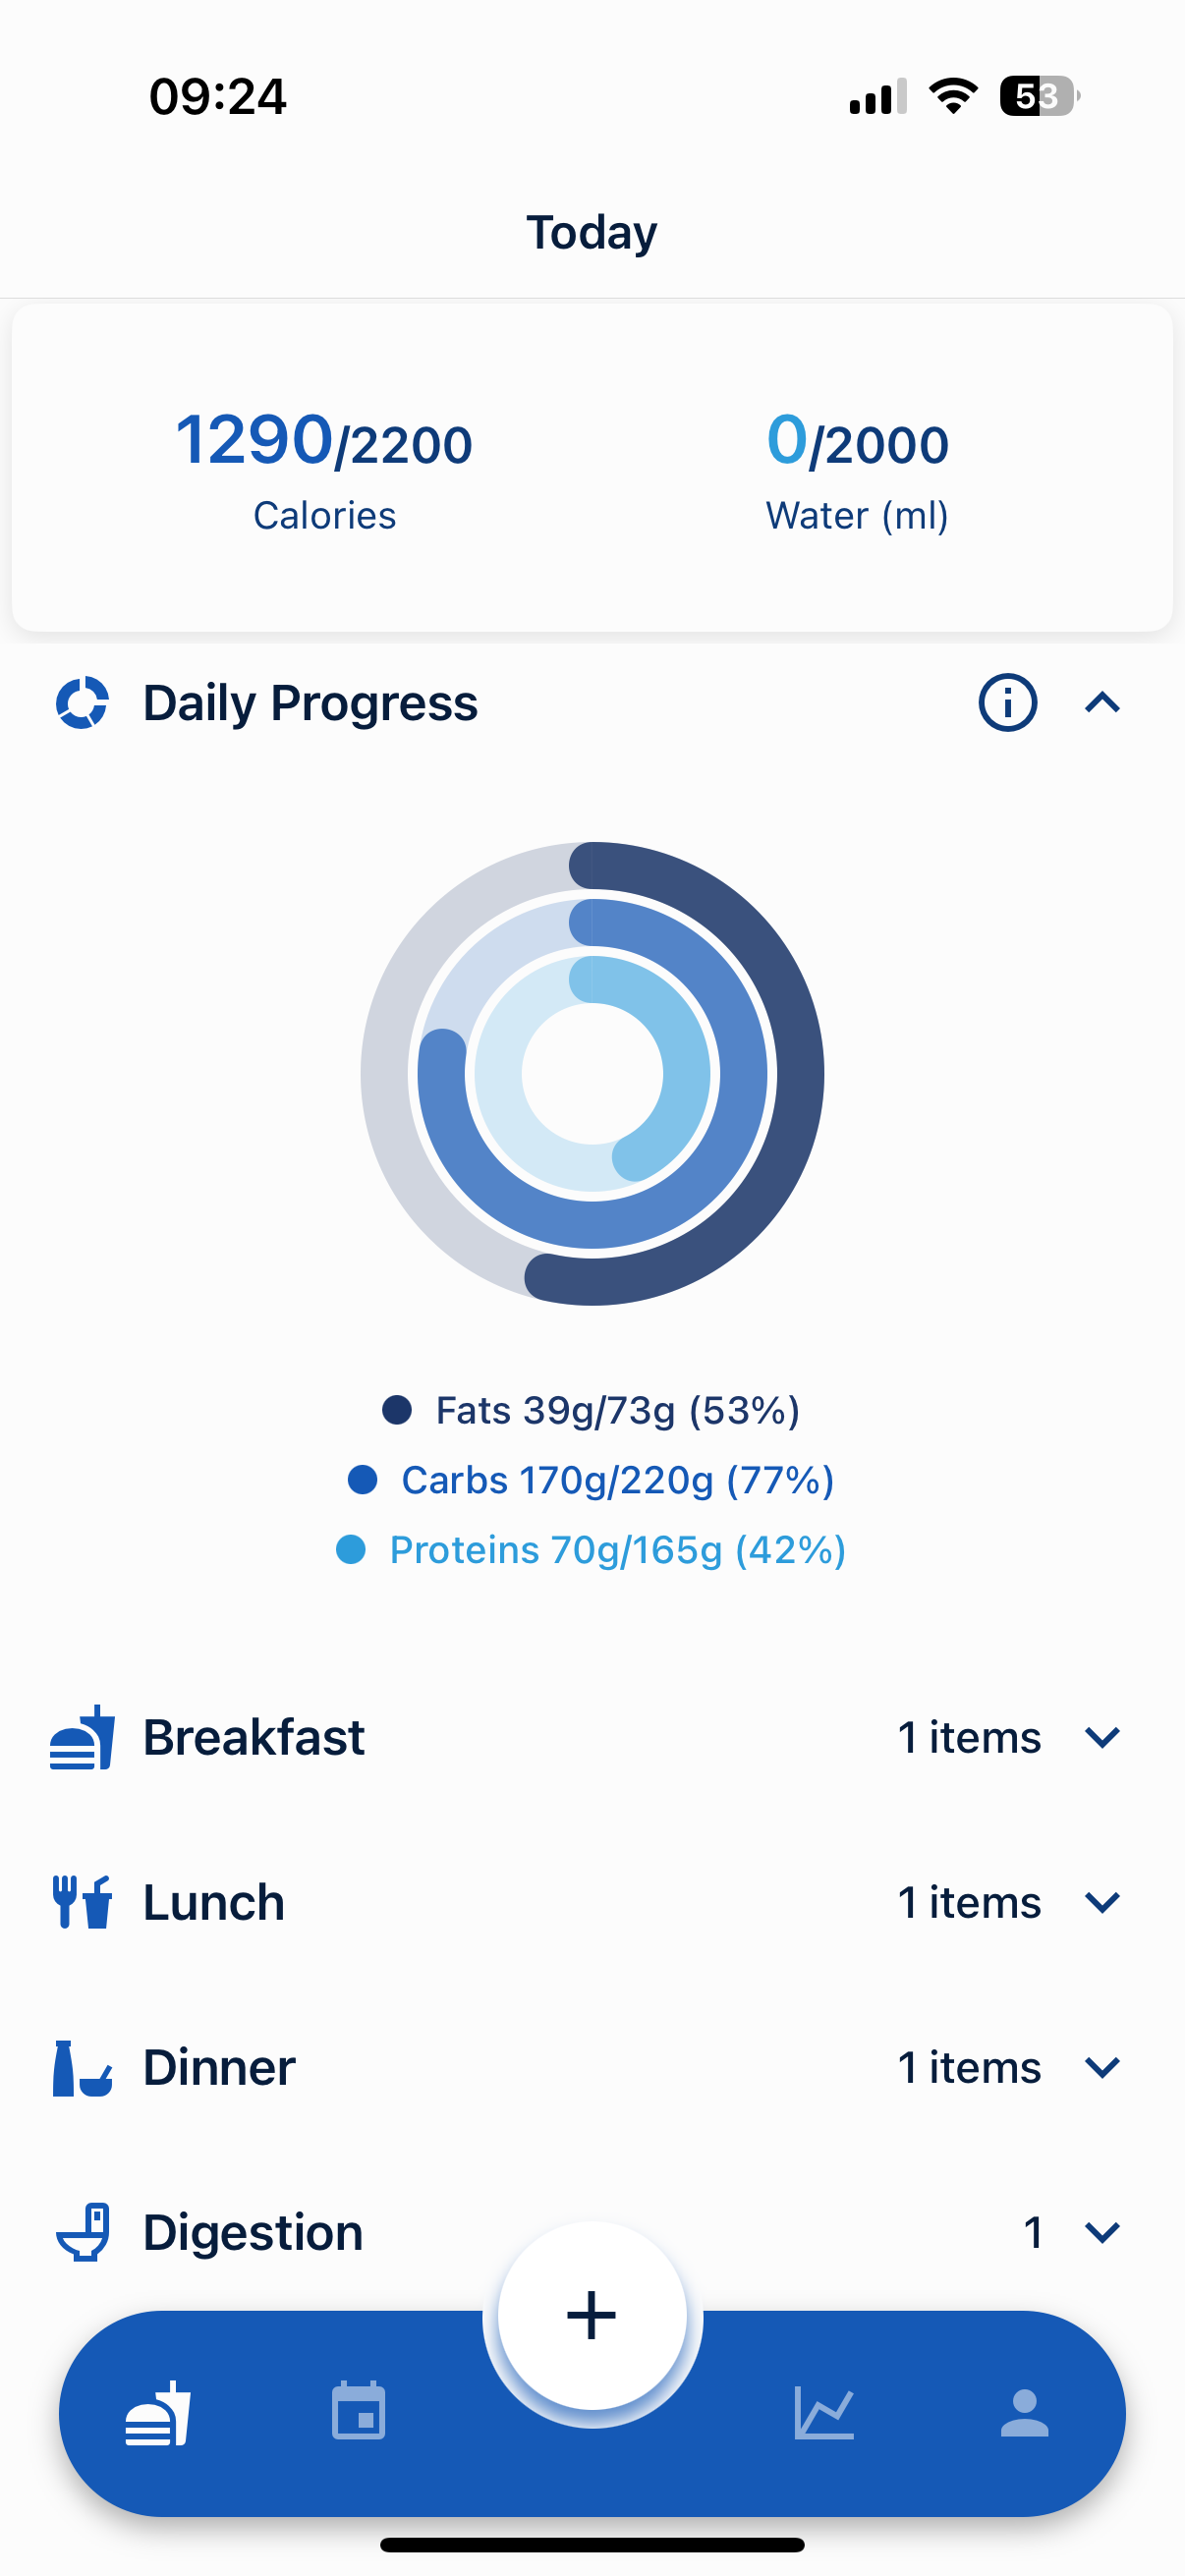 09:24
53
Today
1290/2200
Calories
0/2000
Water (ml)
Daily Progress
Fats 39g/73g (53%)
Carbs 170g/220g (77%)
Proteins 70g/165g (42%)
Breakfast 1 items
Lunch 1 items
Dinner 1 items
Digestion 1
+